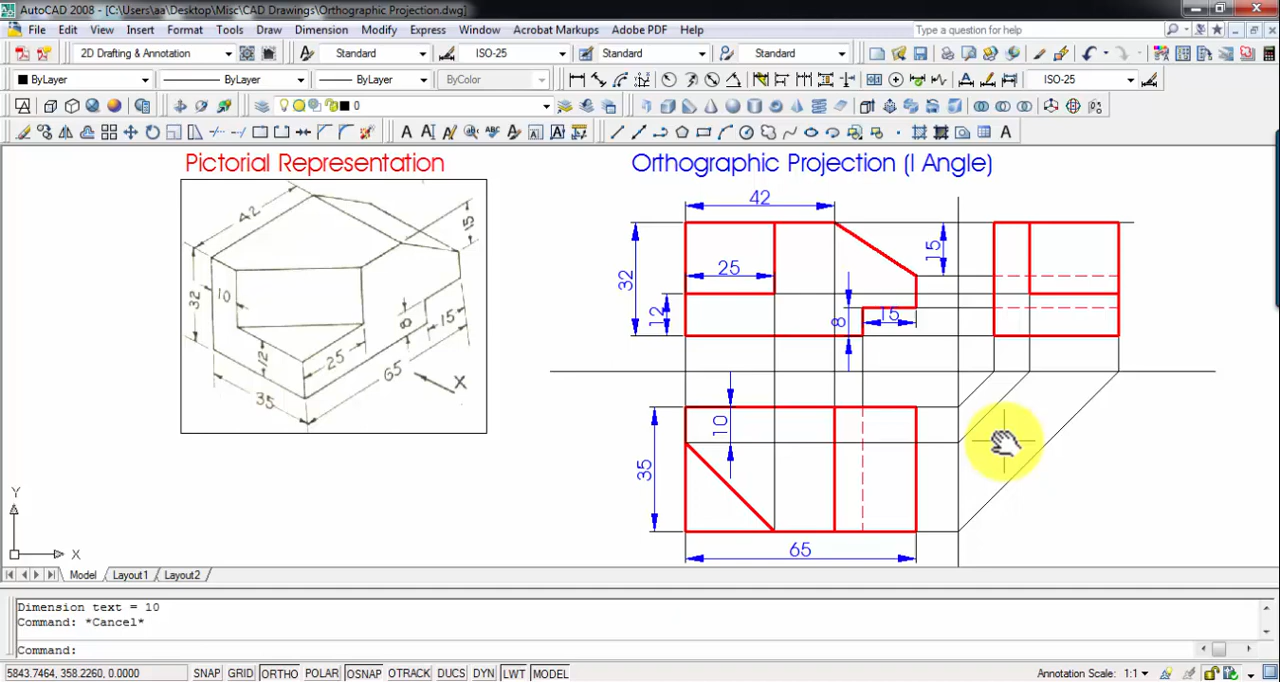 AutoCAD 2008 - [C:\Users\aa\Desktop\Misc\CAD Drawings\Orthographic Projection.dwg]
File Edit View Insert Format Tools Draw Dimension Modify Express Window Adobe PDF Help
Type a question for help
2D Drafting & Annotation Standard ISO-25 Standard Standard
ByLayer ByLayer ByLayer ByColor ISO-25
0
Pictorial Representation
Orthographic Projection (I Angle)
42
15
32
10
8
15
12
25
65
35
X
42
32
25
15
12
8
15
10
35
65
Y
X
Model Layout1 Layout2
Dimension text = 10
Command: *Cancel*
Command:
5843.7464, 358.2260, 0.0000 SNAP GRID ORTHO POLAR OSNAP OTRACK DUCS DYN LWT MODEL Annotation Scale: 1:1